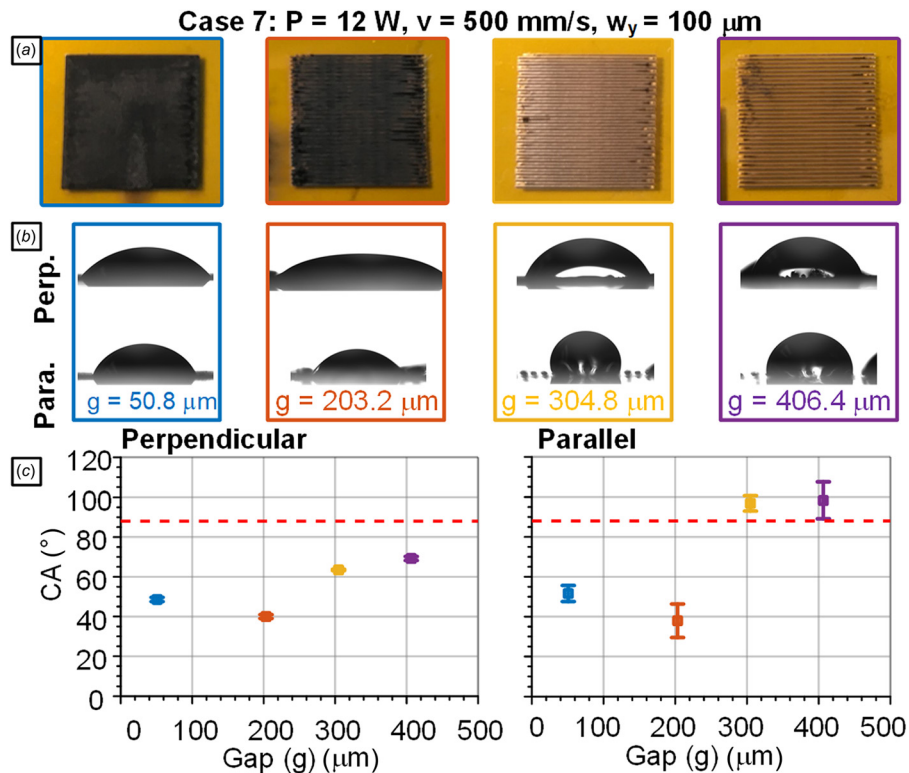 Case 7: P = 12 W, v = 500 mm/s, wy = 100 μm
(a)
(b)
Perp.
Para.
g = 50.8 μm
g = 203.2 μm
g = 304.8 μm
g = 406.4 μm
(c)
Perpendicular
Parallel
CA (°)
120
100
80
60
40
20
0
0 100 200 300 400 500
0 100 200 300 400 500
Gap (g) (μm)
Gap (g) (μm)